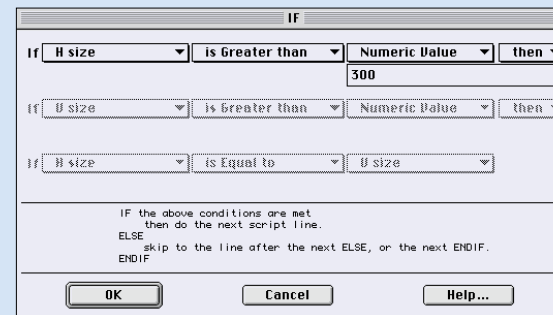 IF
If H size is Greater than Numeric Value then
300
If V size is Greater than Numeric Value then
If H size is Equal to V size
IF the above conditions are met
then do the next script line.
ELSE
skip to the line after the next ELSE, or the next ENDIF.
ENDIF
OK Cancel Help...